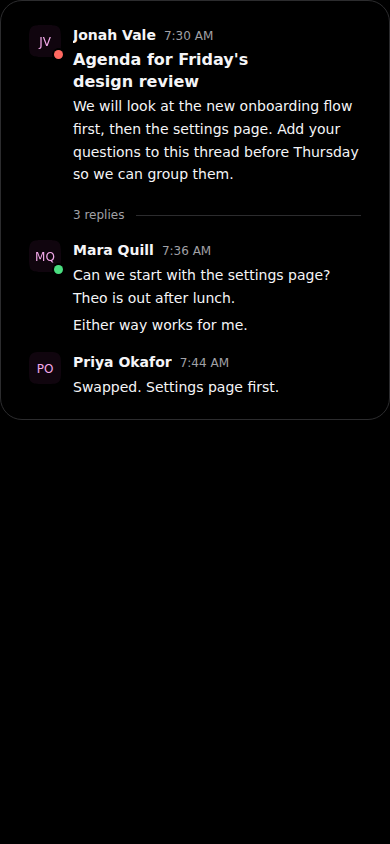 JV
Jonah Vale 7:30 AM
Agenda for Friday's
design review
We will look at the new onboarding flow
first, then the settings page. Add your
questions to this thread before Thursday
so we can group them.
3 replies
MQ
Mara Quill 7:36 AM
Can we start with the settings page?
Theo is out after lunch.
Either way works for me.
PO
Priya Okafor 7:44 AM
Swapped. Settings page first.